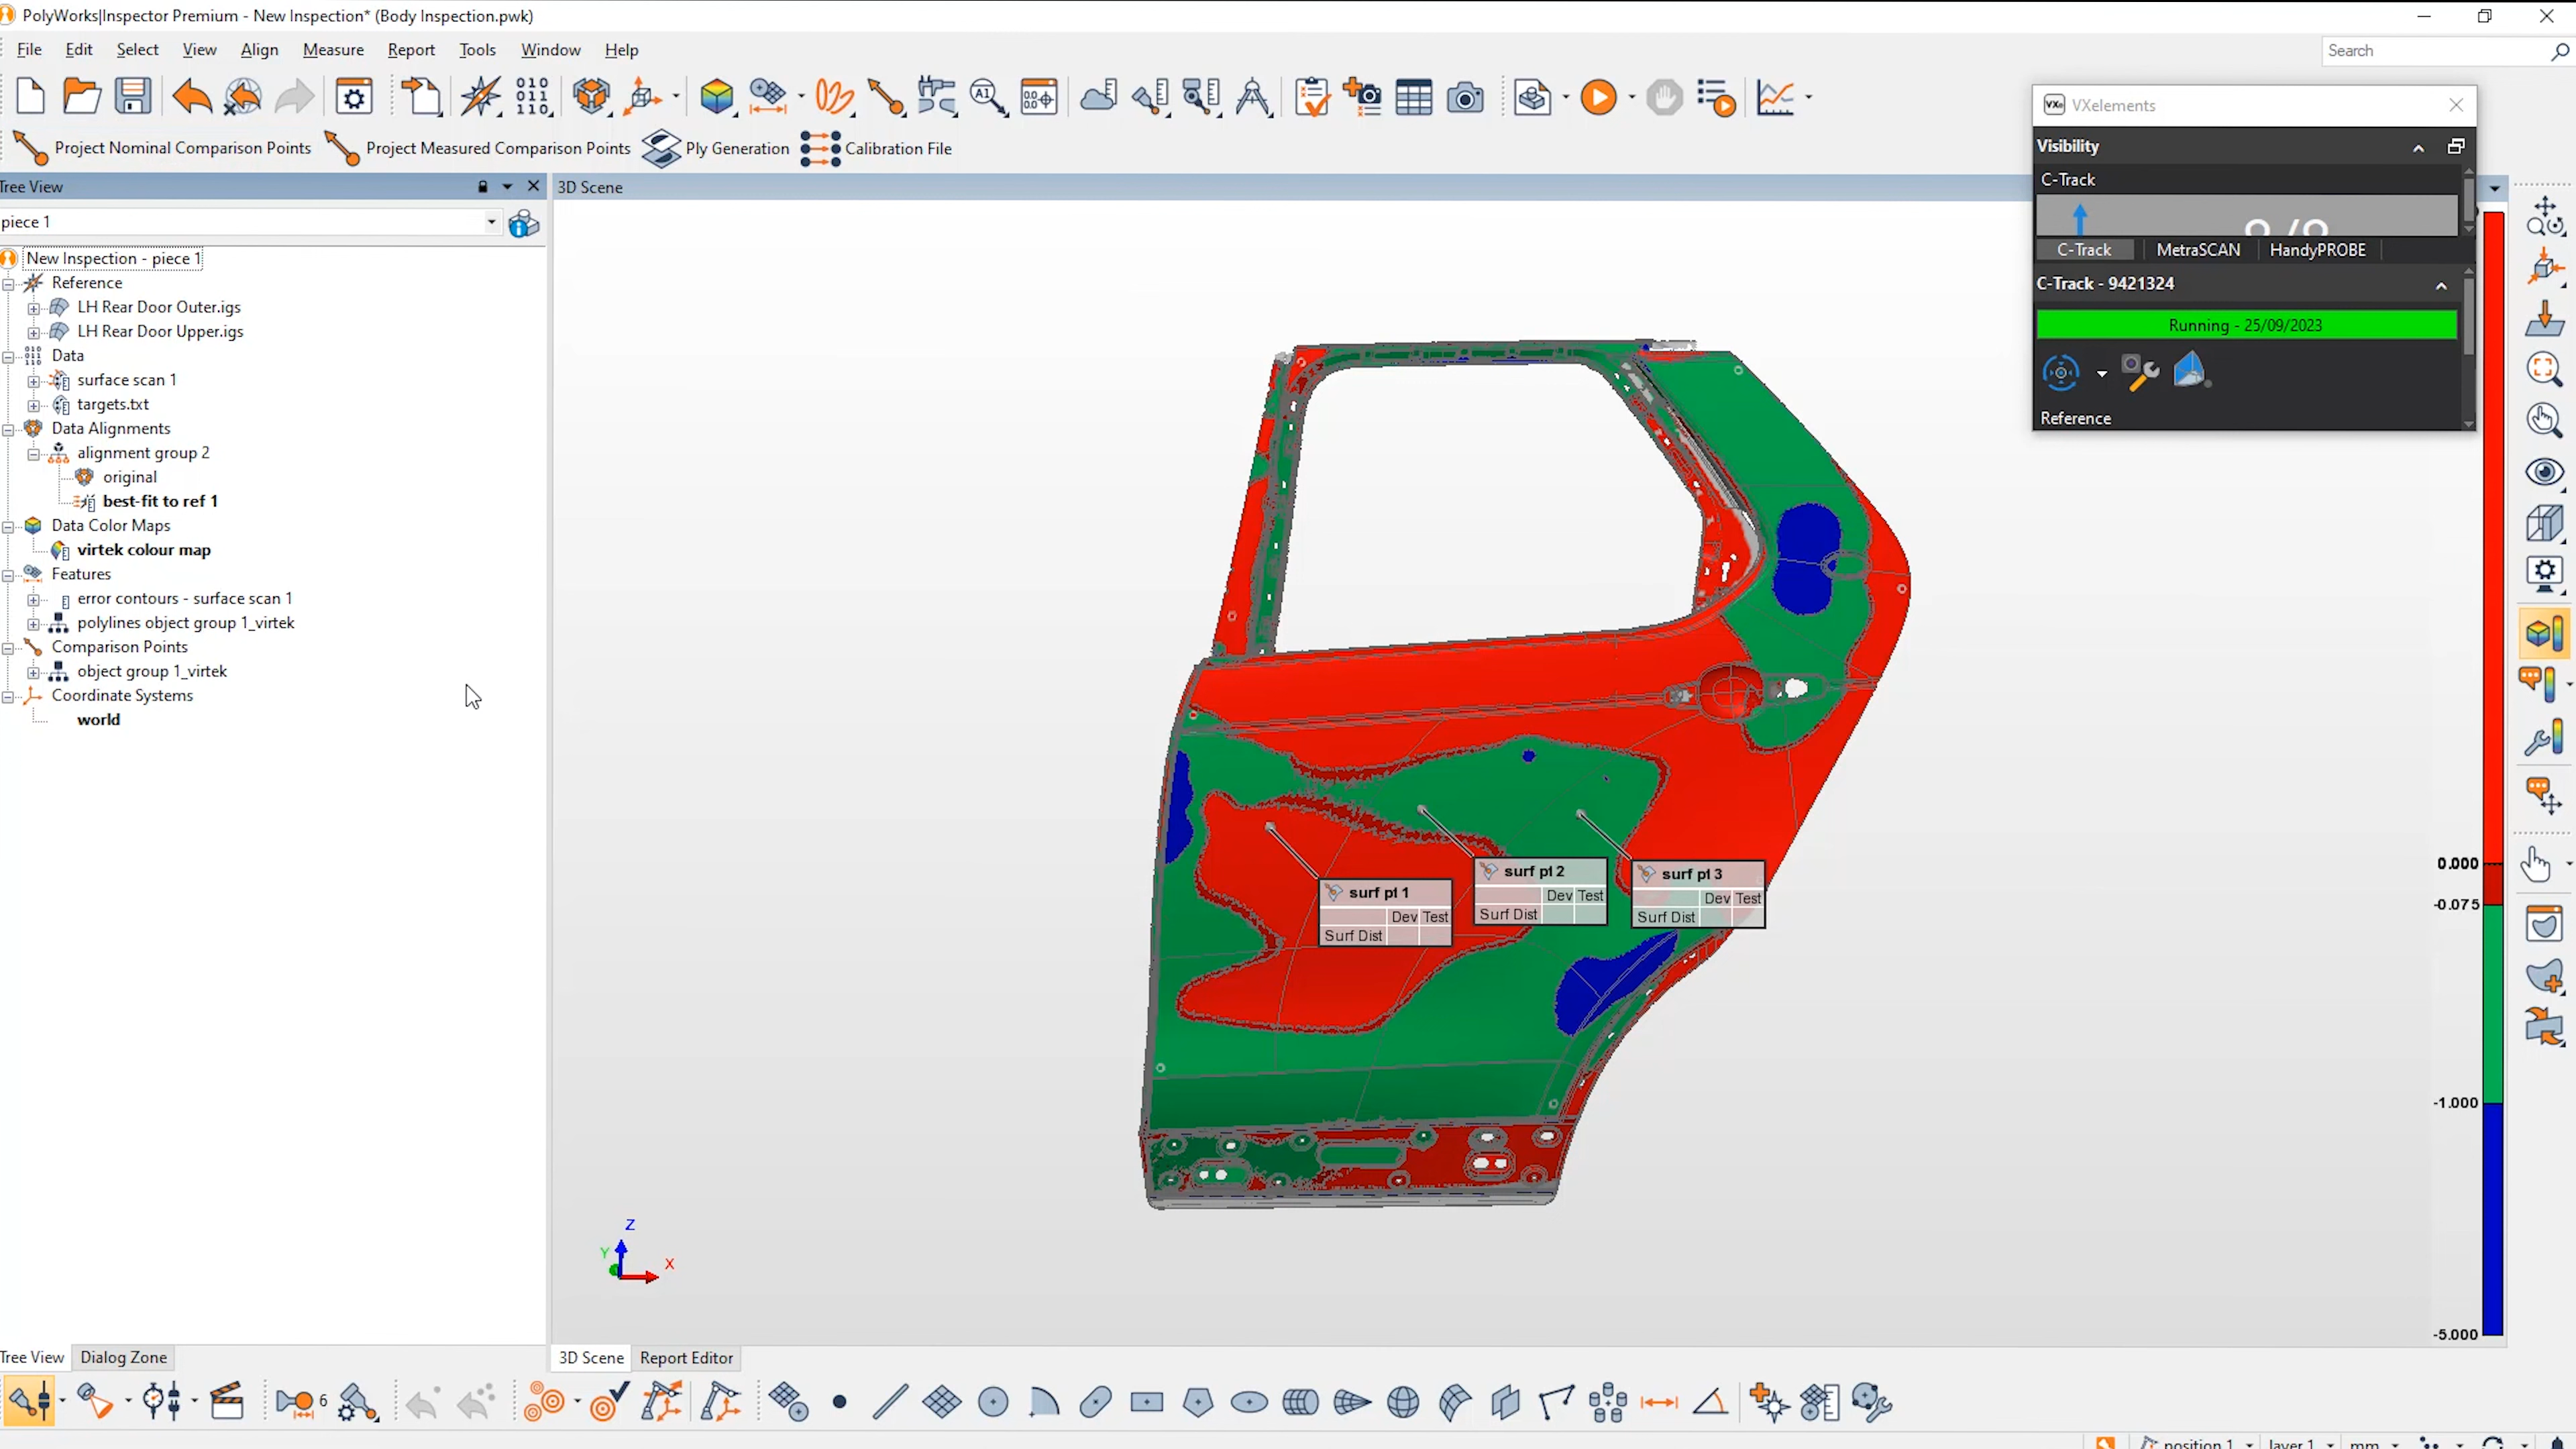 PolyWorks|Inspector Premium - New Inspection* (Body Inspection.pwk)
File Edit Select View Align Measure Report Tools Window Help
Search
Project Nominal Comparison Points Project Measured Comparison Points Ply Generation Calibration File
VXelements
Visibility
C-Track
C-Track MetraSCAN HandyPROBE
C-Track - 9421324
Running - 25/09/2023
Reference
Tree View
3D Scene
piece 1
New Inspection - piece 1
Reference
LH Rear Door Outer.igs
LH Rear Door Upper.igs
Data
surface scan 1
targets.txt
Data Alignments
alignment group 2
original
best-fit to ref 1
Data Color Maps
virtek colour map
Features
error contours - surface scan 1
polylines object group 1_virtek
Comparison Points
object group 1_virtek
Coordinate Systems
world
surf pt 1
Dev Test
Surf Dist
surf pt 2
Dev Test
Surf Dist
surf pt 3
Dev Test
Surf Dist
0.000
-0.075
-1.000
-5.000
Z
Y
X
Tree View Dialog Zone
3D Scene Report Editor
6
position 1 layer 1 mm